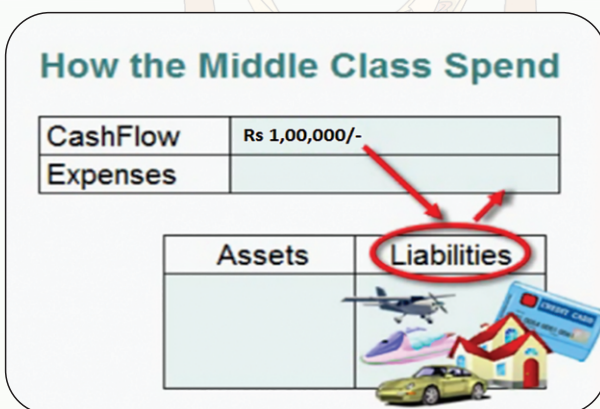 How the Middle Class Spend
CashFlow Rs 1,00,000/-
Expenses
Assets Liabilities
CREDIT CARD